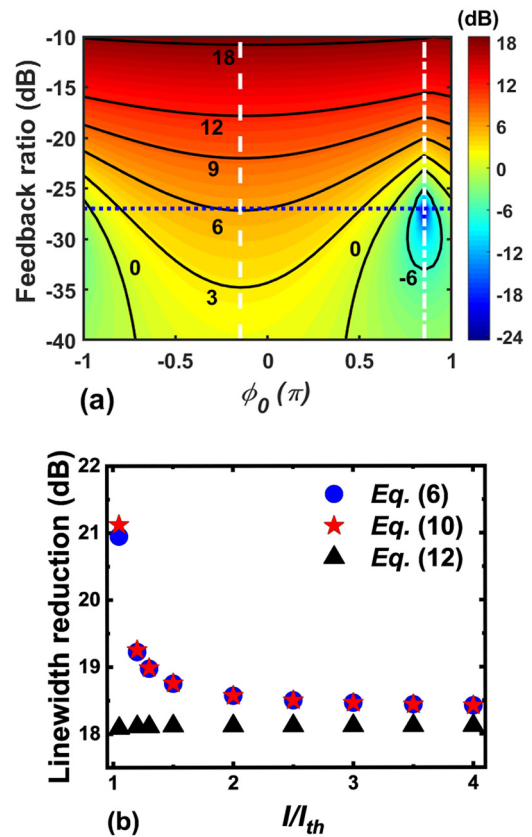 (dB)
Feedback ratio (dB)
-10
-15
-20
-25
-30
-35
-40
18
12
9
6
3
0
0
-6
18
12
6
0
-6
-12
-18
-24
-1 -0.5 0 0.5 1
(a) ϕ0 (π)
Linewidth reduction (dB)
22
21
20
19
18
Eq. (6)
Eq. (10)
Eq. (12)
1 2 3 4
(b) I/Ith